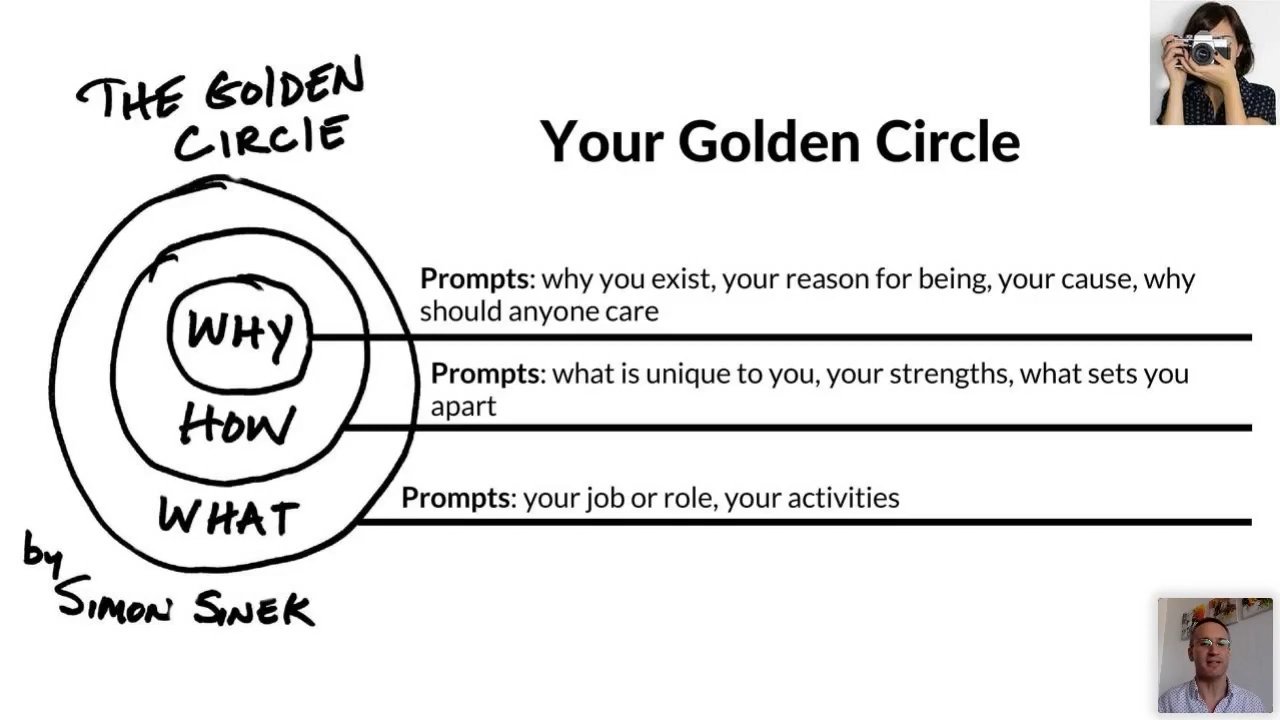 THE GOLDEN
CIRCLE
Your Golden Circle
Prompts: why you exist, your reason for being, your cause, why
should anyone care
WHY
Prompts: what is unique to you, your strengths, what sets you
apart
HOW
Prompts: your job or role, your activities
WHAT
by
SIMON SINEK